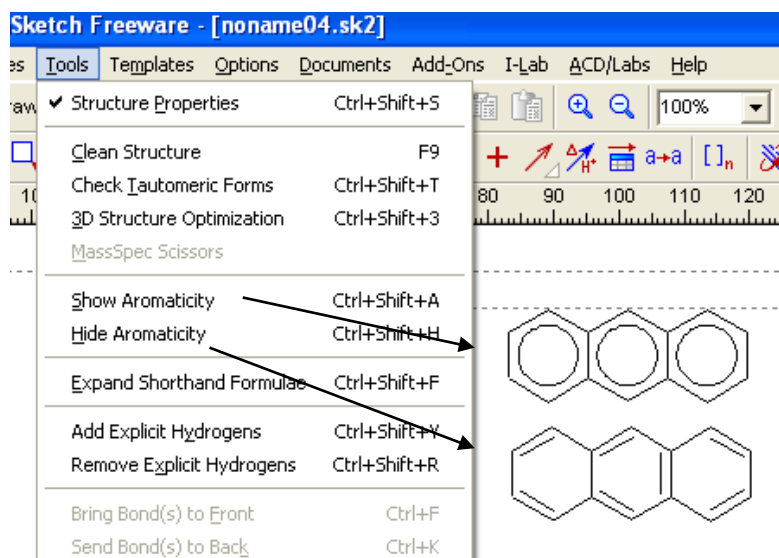 Sketch Freeware - [noname04.sk2]
es Tools Templates Options Documents Add-Ons I-Lab ACD/Labs Help
raw ✔ Structure Properties Ctrl+Shift+S 100%
Clean Structure F9
Δ H⁺ a→a [ ]n
Check Tautomeric Forms Ctrl+Shift+T
10 80 90 100 110 120
3D Structure Optimization Ctrl+Shift+3
MassSpec Scissors
Show Aromaticity Ctrl+Shift+A
Hide Aromaticity Ctrl+Shift+H
Expand Shorthand Formulae Ctrl+Shift+F
Add Explicit Hydrogens Ctrl+Shift+Y
Remove Explicit Hydrogens Ctrl+Shift+R
Bring Bond(s) to Front Ctrl+F
Send Bond(s) to Back Ctrl+K